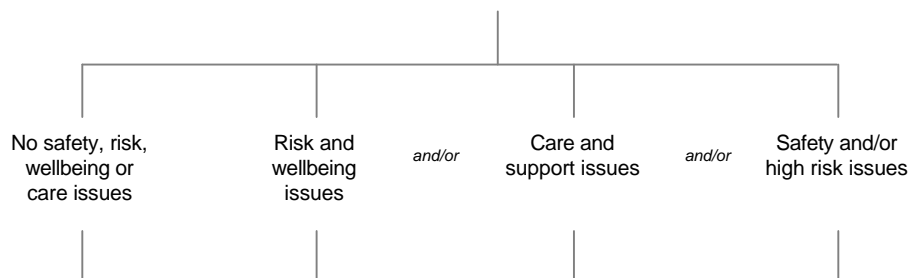 No safety, risk,
wellbeing or
care issues
Risk and
wellbeing
issues
and/or
Care and
support issues
and/or
Safety and/or
high risk issues